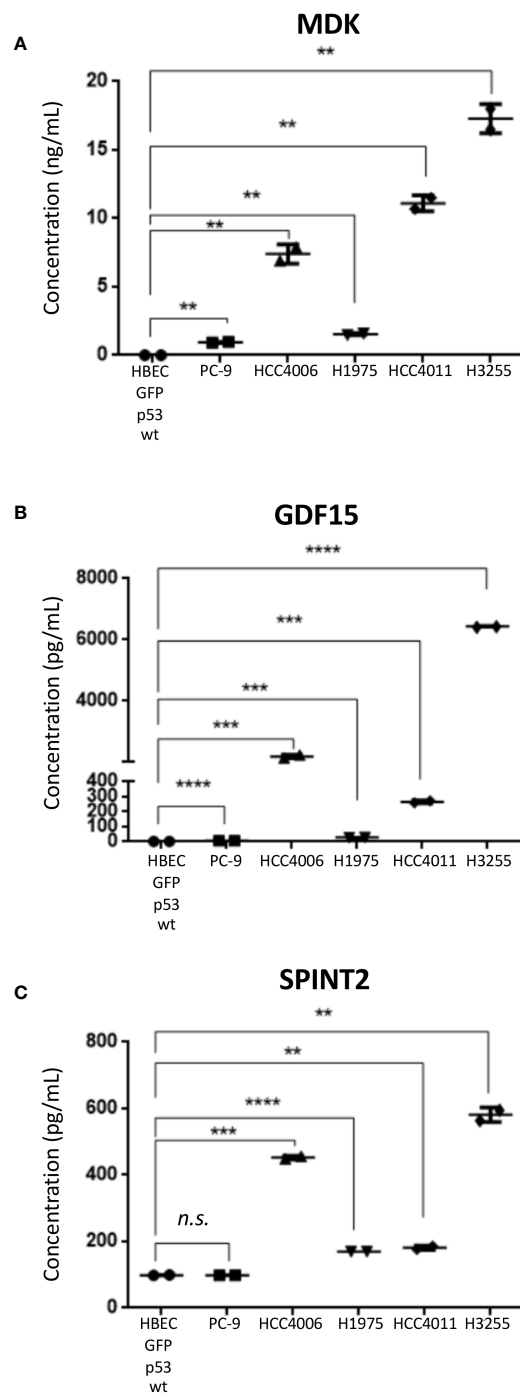 A
MDK
Concentration (ng/mL)
20
15
10
5
0
**
**
**
**
**
HBEC GFP p53 wt
PC-9
HCC4006
H1975
HCC4011
H3255
B
GDF15
Concentration (pg/mL)
8000
6000
4000
400
300
200
100
0
****
***
***
***
****
HBEC GFP p53 wt
PC-9
HCC4006
H1975
HCC4011
H3255
C
SPINT2
Concentration (pg/mL)
800
600
400
200
0
**
**
****
***
n.s.
HBEC GFP p53 wt
PC-9
HCC4006
H1975
HCC4011
H3255